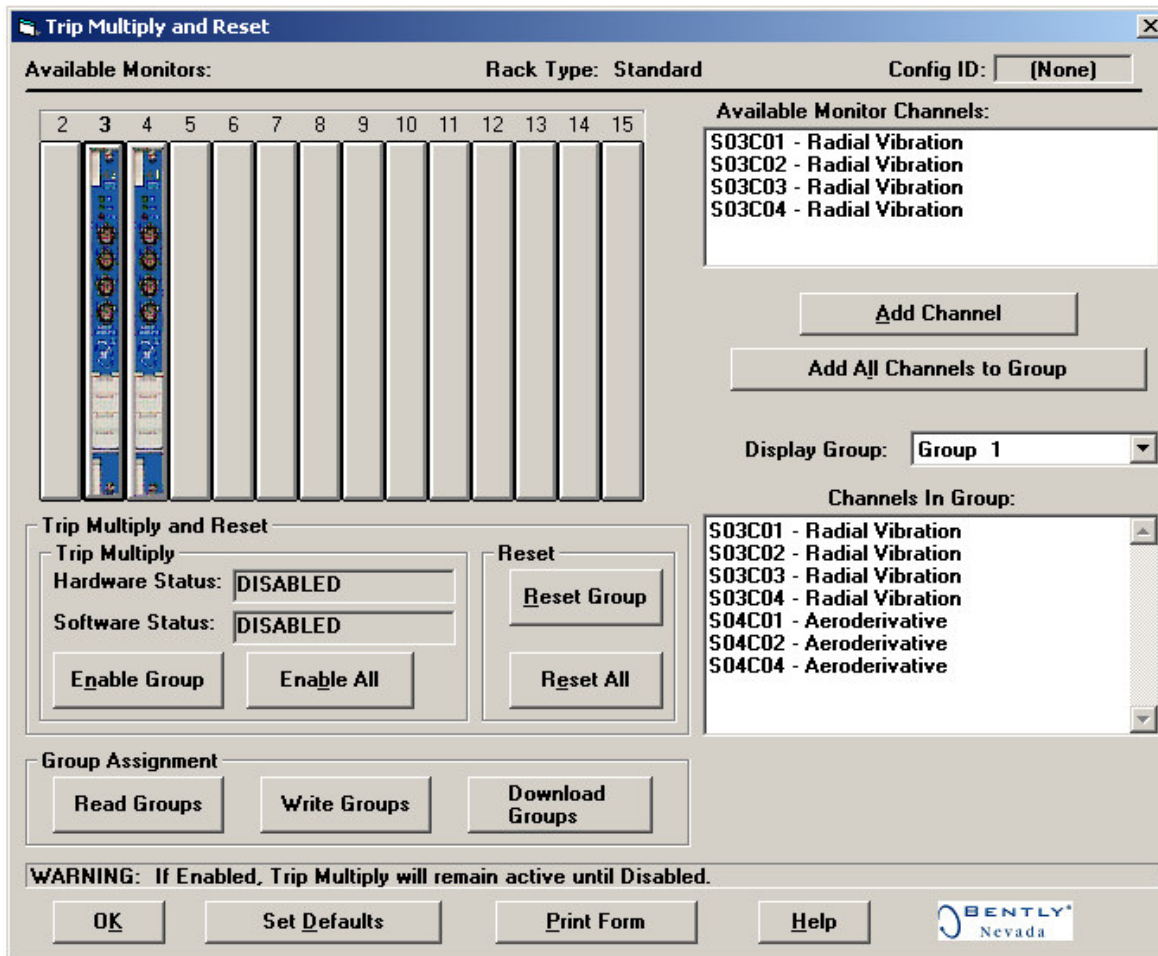 Trip Multiply and Reset
Available Monitors: Rack Type: Standard Config ID: (None)
2 3 4 5 6 7 8 9 10 11 12 13 14 15
Available Monitor Channels:
S03C01 - Radial Vibration
S03C02 - Radial Vibration
S03C03 - Radial Vibration
S03C04 - Radial Vibration
Add Channel
Add All Channels to Group
Display Group: Group 1
Channels In Group:
S03C01 - Radial Vibration
S03C02 - Radial Vibration
S03C03 - Radial Vibration
S03C04 - Radial Vibration
S04C01 - Aeroderivative
S04C02 - Aeroderivative
S04C04 - Aeroderivative
Trip Multiply and Reset
Trip Multiply
Hardware Status: DISABLED
Software Status: DISABLED
Enable Group Enable All
Reset
Reset Group
Reset All
Group Assignment
Read Groups Write Groups Download Groups
WARNING: If Enabled, Trip Multiply will remain active until Disabled.
OK Set Defaults Print Form Help
BENTLY
Nevada